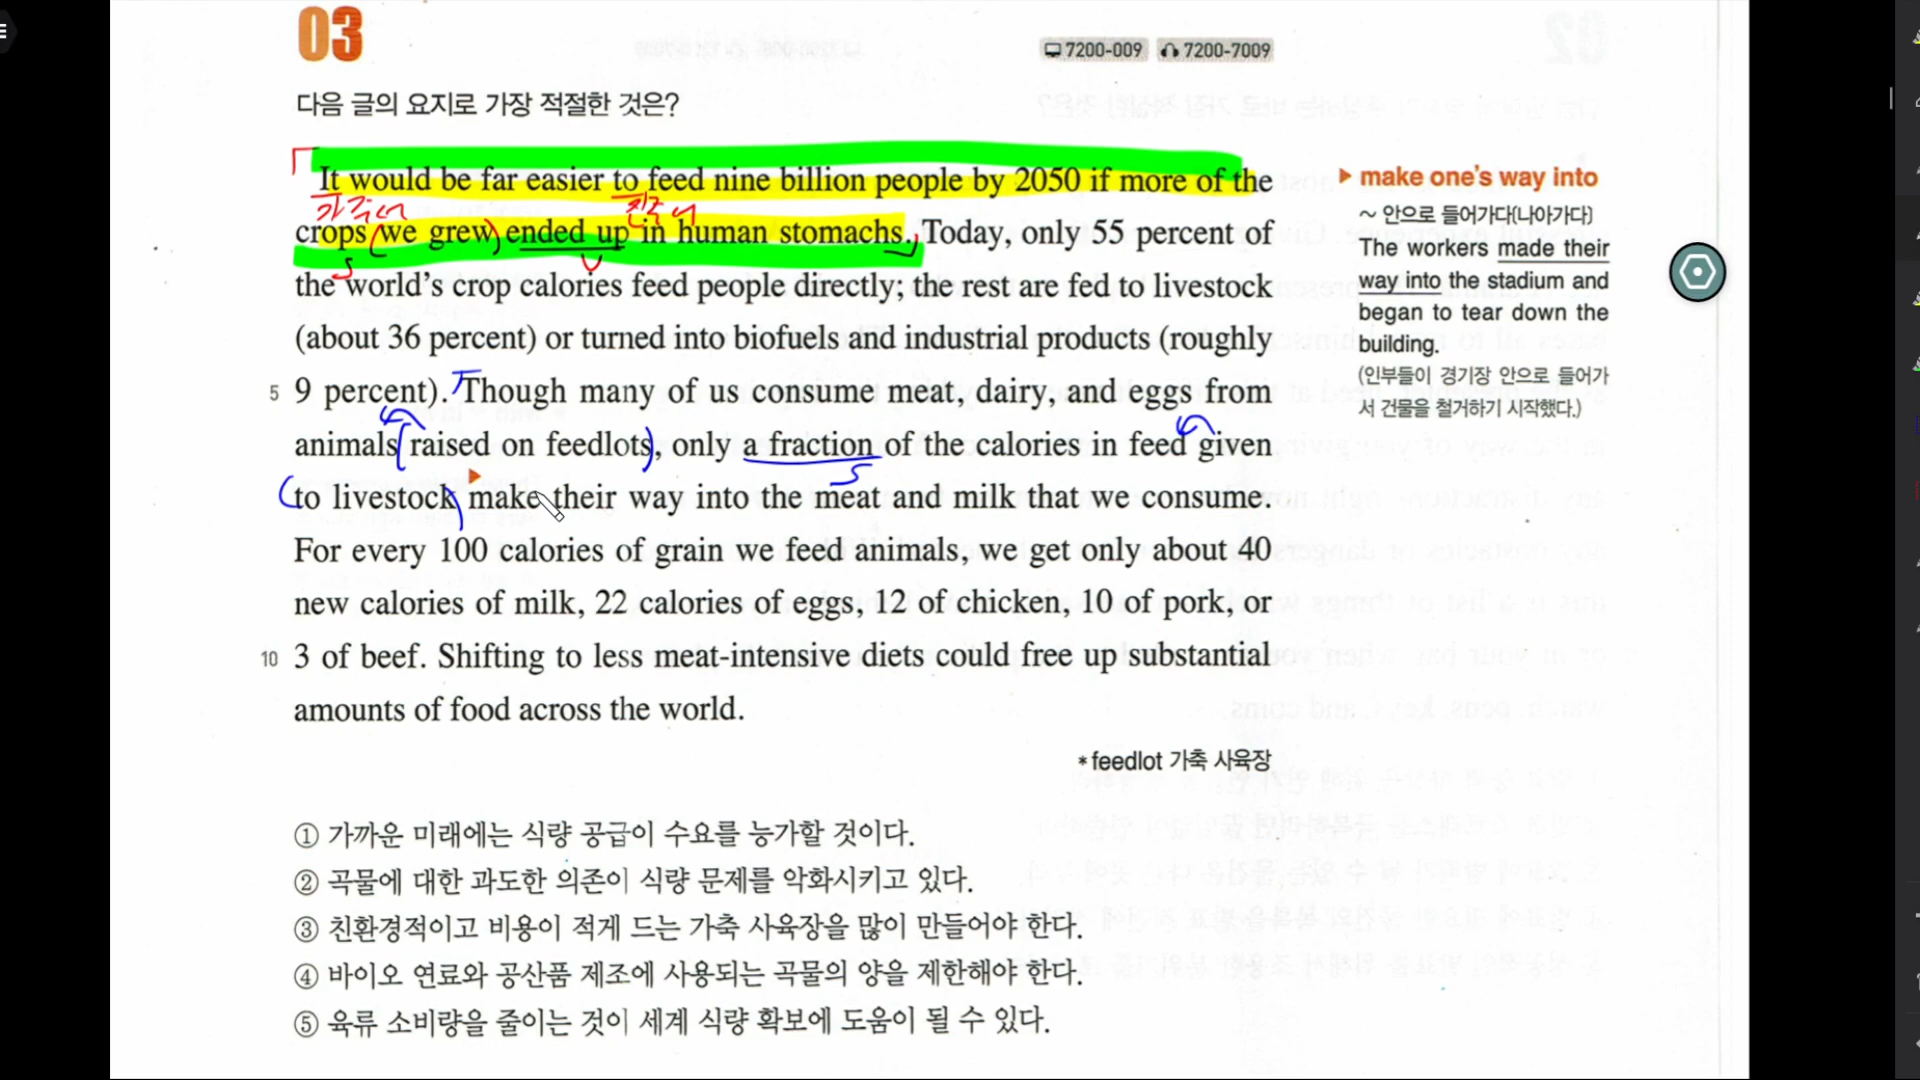 03
7200-009 7200-7009
다음 글의 요지로 가장 적절한 것은?
It would be far easier to feed nine billion people by 2050 if more of the
가주어 진주어
crops (we grew) ended up in human stomachs. Today, only 55 percent of
S V
the world's crop calories feed people directly; the rest are fed to livestock
(about 36 percent) or turned into biofuels and industrial products (roughly
5 9 percent). Though many of us consume meat, dairy, and eggs from
animals (raised on feedlots), only a fraction of the calories in feed given
S
(to livestock) ▶make their way into the meat and milk that we consume.
For every 100 calories of grain we feed animals, we get only about 40
new calories of milk, 22 calories of eggs, 12 of chicken, 10 of pork, or
10 3 of beef. Shifting to less meat-intensive diets could free up substantial
amounts of food across the world.
* feedlot 가축 사육장
▶ make one's way into
~ 안으로 들어가다[나아가다]
The workers made their
way into the stadium and
began to tear down the
building.
(인부들이 경기장 안으로 들어가
서 건물을 철거하기 시작했다.)
① 가까운 미래에는 식량 공급이 수요를 능가할 것이다.
② 곡물에 대한 과도한 의존이 식량 문제를 악화시키고 있다.
③ 친환경적이고 비용이 적게 드는 가축 사육장을 많이 만들어야 한다.
④ 바이오 연료와 공산품 제조에 사용되는 곡물의 양을 제한해야 한다.
⑤ 육류 소비량을 줄이는 것이 세계 식량 확보에 도움이 될 수 있다.